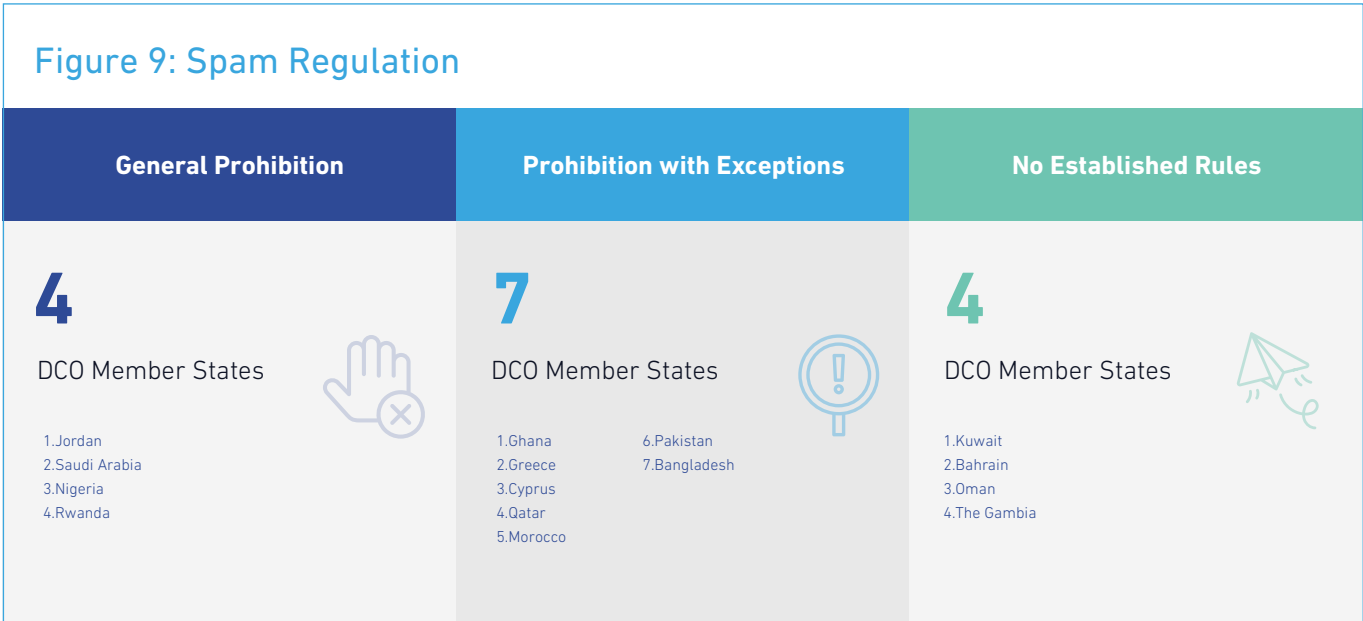 Figure 9: Spam Regulation
General Prohibition
4
DCO Member States
1.Jordan
2.Saudi Arabia
3.Nigeria
4.Rwanda
Prohibition with Exceptions
7
DCO Member States
1.Ghana
2.Greece
3.Cyprus
4.Qatar
5.Morocco
6.Pakistan
7.Bangladesh
No Established Rules
4
DCO Member States
1.Kuwait
2.Bahrain
3.Oman
4.The Gambia